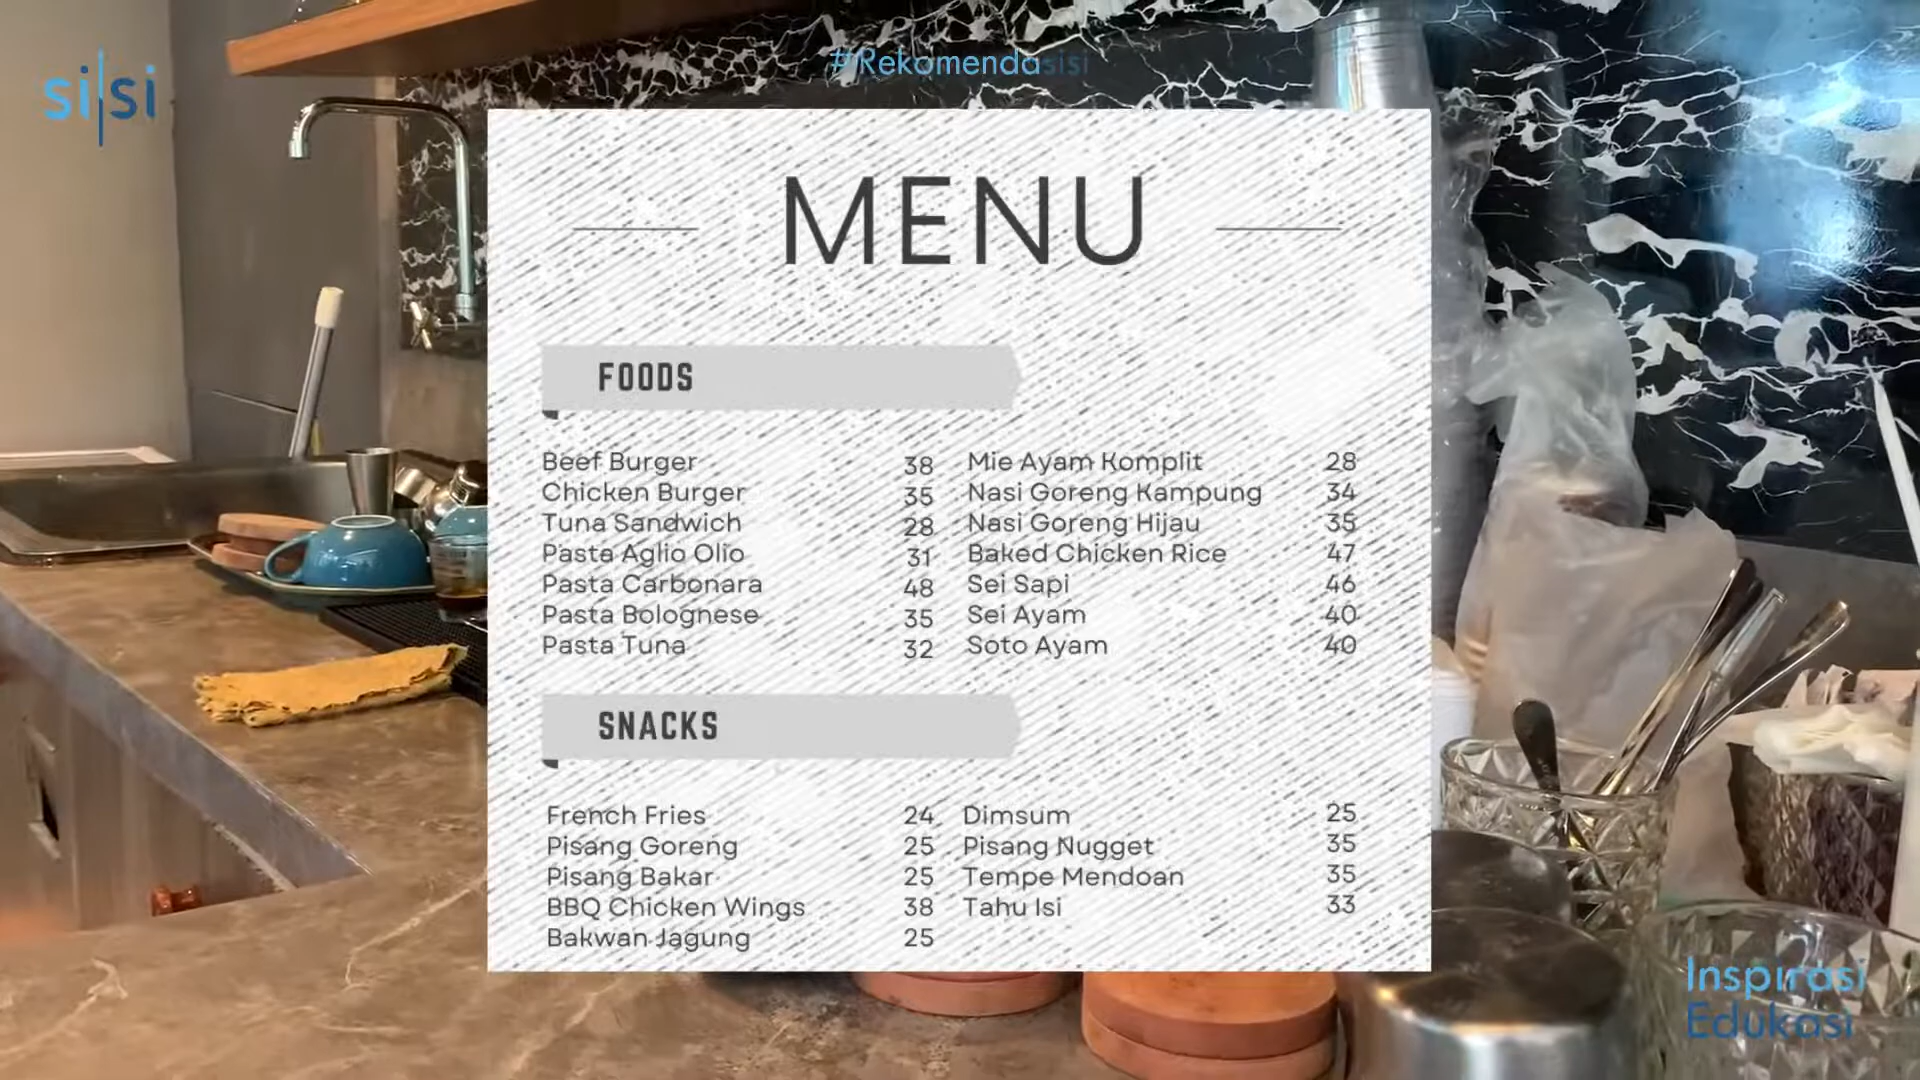 si|si
#Rekomendasisi
MENU
FOODS
Beef Burger 38
Chicken Burger 35
Tuna Sandwich 28
Pasta Aglio Olio 31
Pasta Carbonara 48
Pasta Bolognese 35
Pasta Tuna 32
Mie Ayam Komplit 28
Nasi Goreng Kampung 34
Nasi Goreng Hijau 35
Baked Chicken Rice 47
Sei Sapi 46
Sei Ayam 40
Soto Ayam 40
SNACKS
French Fries 24
Pisang Goreng 25
Pisang Bakar 25
BBQ Chicken Wings 38
Bakwan Jagung 25
Dimsum 25
Pisang Nugget 35
Tempe Mendoan 35
Tahu Isi 33
Inspirasi
Edukasi